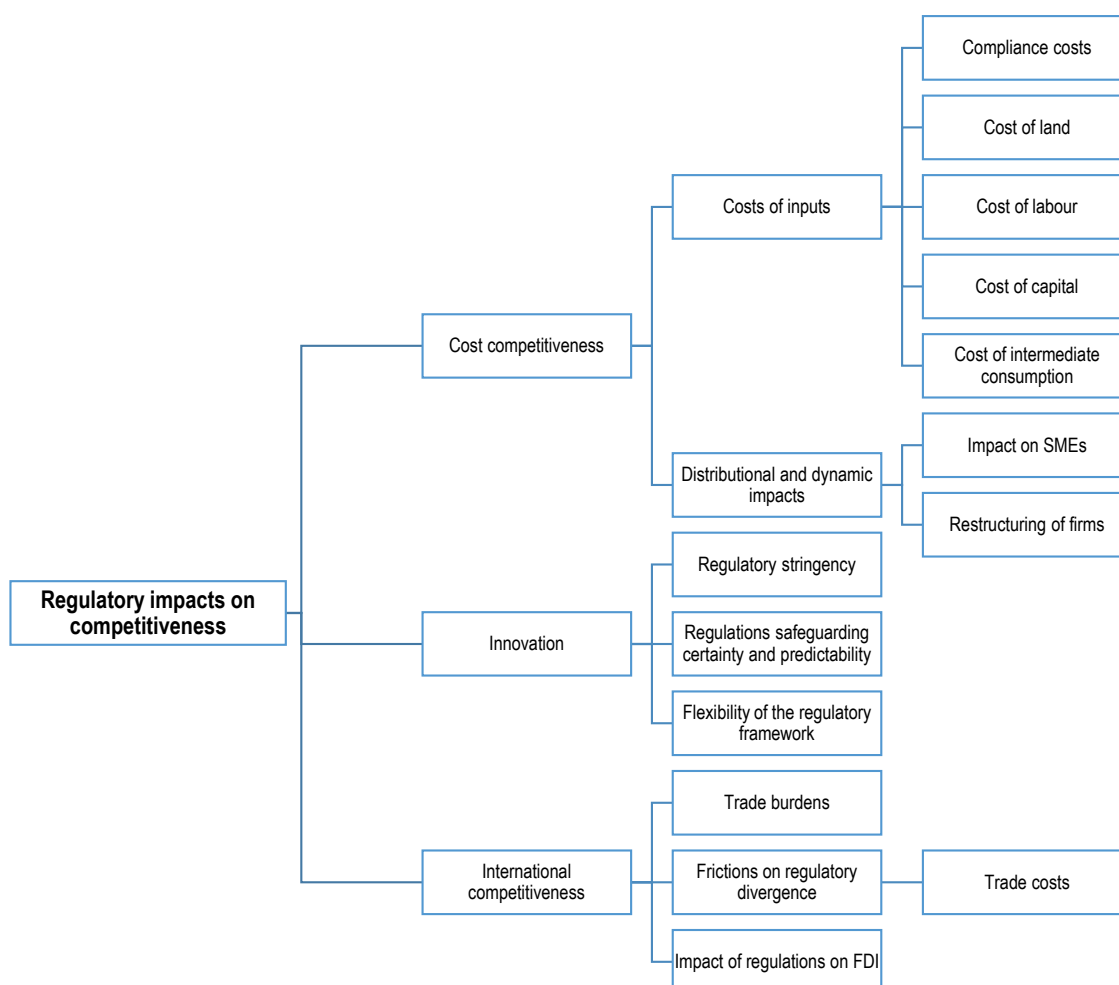 Regulatory impacts on
competitiveness
Cost competitiveness
Costs of inputs
Compliance costs
Cost of land
Cost of labour
Cost of capital
Cost of intermediate
consumption
Distributional and dynamic
impacts
Impact on SMEs
Restructuring of firms
Innovation
Regulatory stringency
Regulations safeguarding
certainty and predictability
Flexibility of the regulatory
framework
International
competitiveness
Trade burdens
Frictions on regulatory
divergence
Trade costs
Impact of regulations on FDI